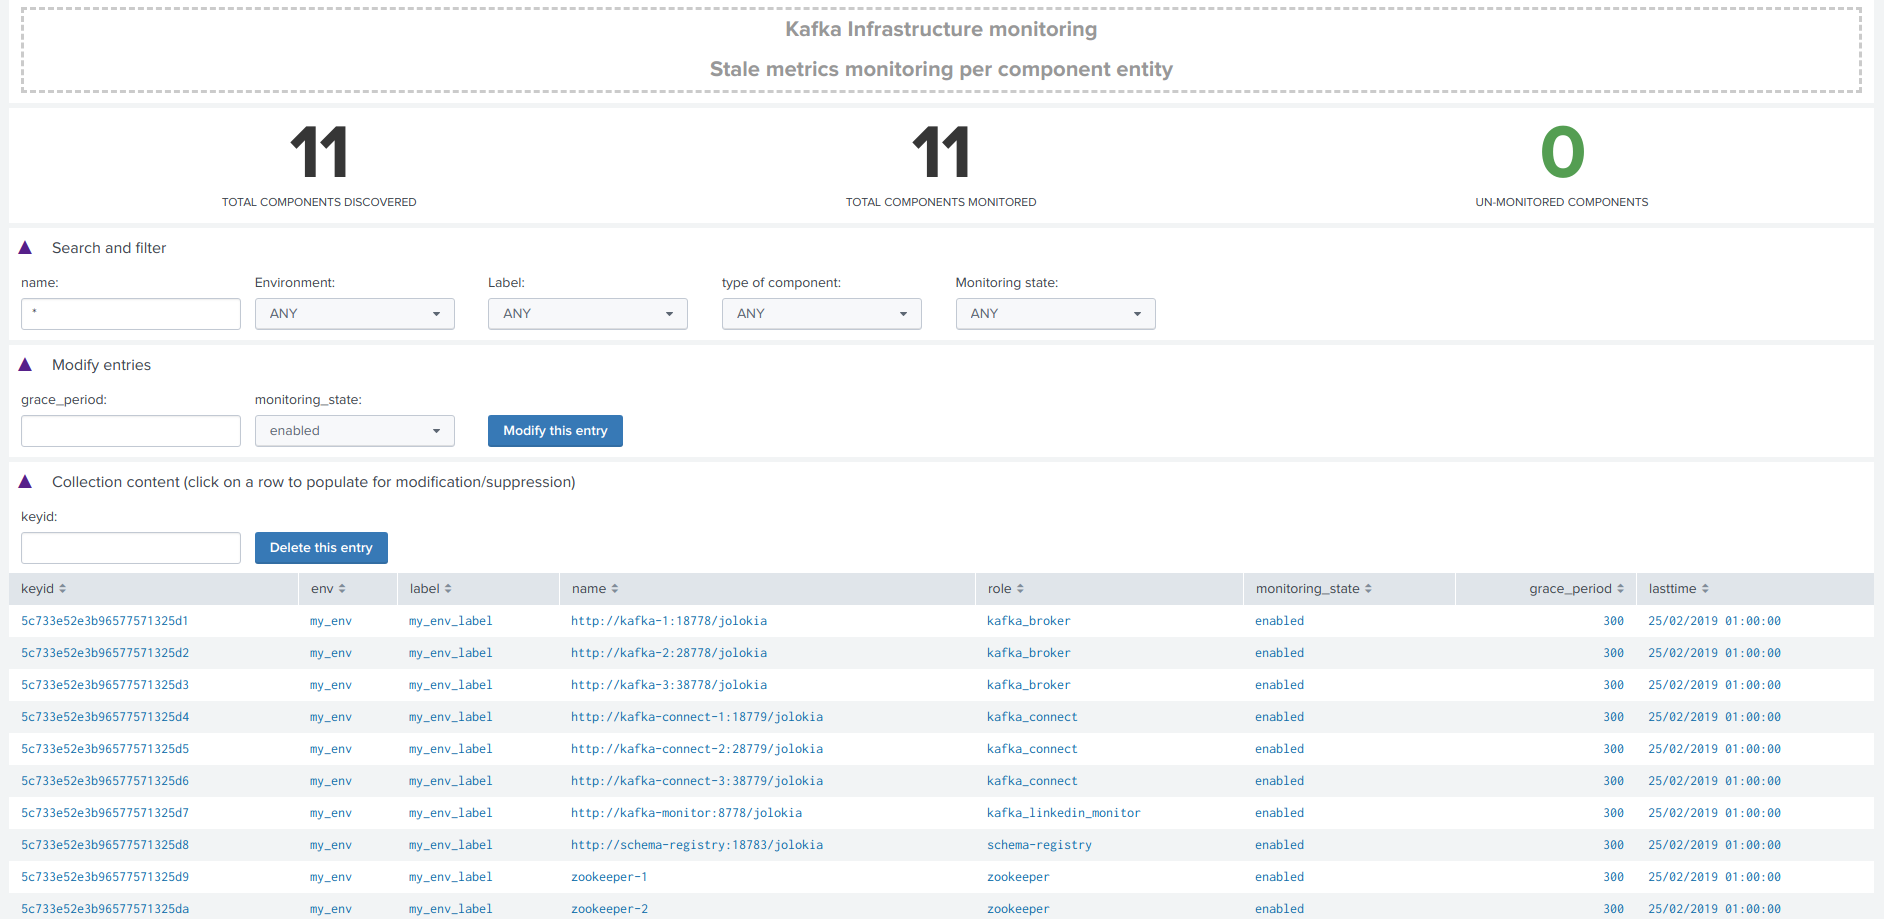 Kafka Infrastructure monitoring
Stale metrics monitoring per component entity
11 11 0
TOTAL COMPONENTS DISCOVERED TOTAL COMPONENTS MONITORED UN-MONITORED COMPONENTS
Search and filter
name: Environment: Label: type of component: Monitoring state:
* ANY ANY ANY ANY
Modify entries
grace_period: monitoring_state:
enabled Modify this entry
Collection content (click on a row to populate for modification/suppression)
keyid:
Delete this entry
keyid env label name role monitoring_state grace_period lasttime
5c733e52e3b96577571325d1 my_env my_env_label http://kafka-1:18778/jolokia kafka_broker enabled 300 25/02/2019 01:00:00
5c733e52e3b96577571325d2 my_env my_env_label http://kafka-2:28778/jolokia kafka_broker enabled 300 25/02/2019 01:00:00
5c733e52e3b96577571325d3 my_env my_env_label http://kafka-3:38778/jolokia kafka_broker enabled 300 25/02/2019 01:00:00
5c733e52e3b96577571325d4 my_env my_env_label http://kafka-connect-1:18779/jolokia kafka_connect enabled 300 25/02/2019 01:00:00
5c733e52e3b96577571325d5 my_env my_env_label http://kafka-connect-2:28779/jolokia kafka_connect enabled 300 25/02/2019 01:00:00
5c733e52e3b96577571325d6 my_env my_env_label http://kafka-connect-3:38779/jolokia kafka_connect enabled 300 25/02/2019 01:00:00
5c733e52e3b96577571325d7 my_env my_env_label http://kafka-monitor:8778/jolokia kafka_linkedin_monitor enabled 300 25/02/2019 01:00:00
5c733e52e3b96577571325d8 my_env my_env_label http://schema-registry:18783/jolokia schema-registry enabled 300 25/02/2019 01:00:00
5c733e52e3b96577571325d9 my_env my_env_label zookeeper-1 zookeeper enabled 300 25/02/2019 01:00:00
5c733e52e3b96577571325da my_env my_env_label zookeeper-2 zookeeper enabled 300 25/02/2019 01:00:00